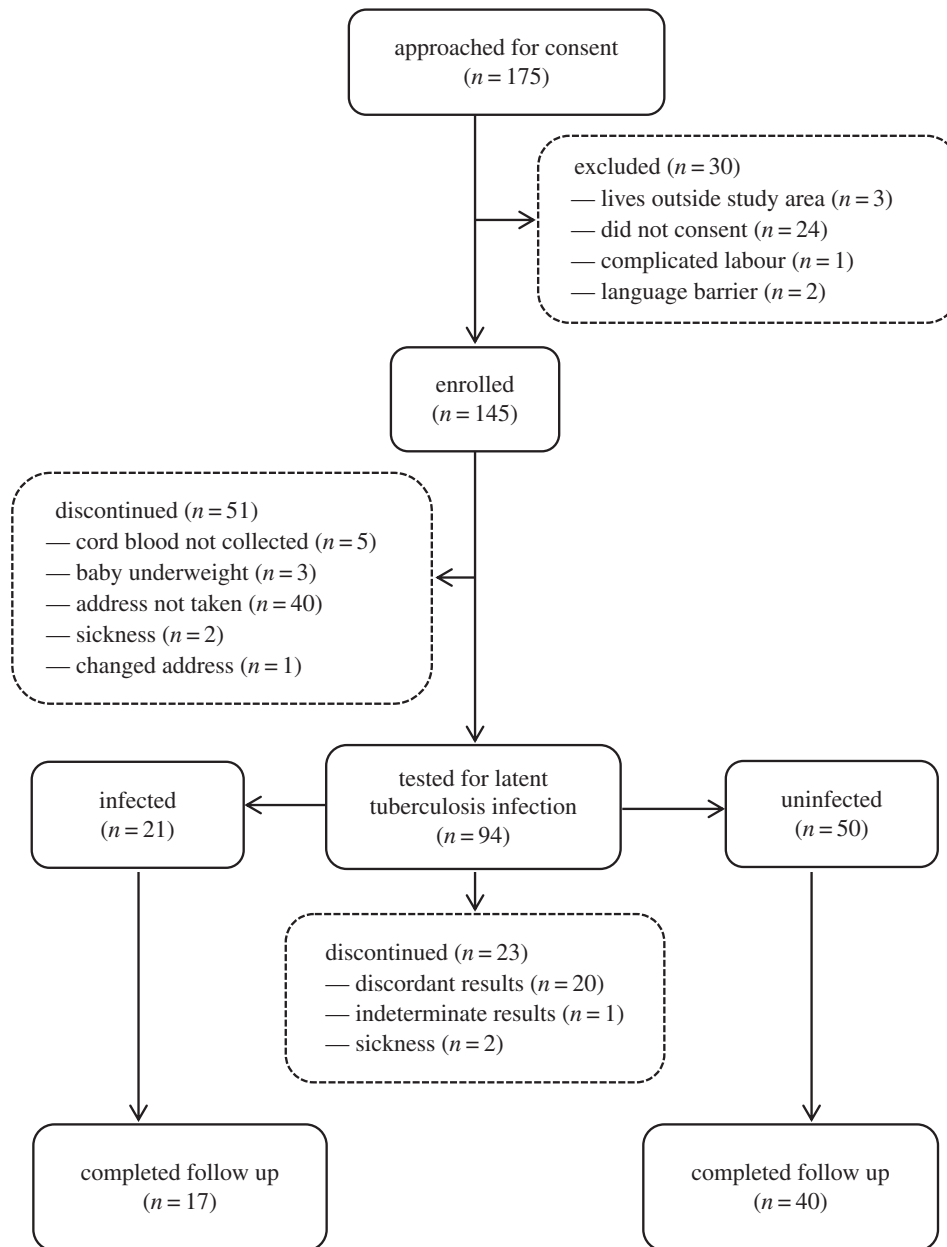 approached for consent
(n = 175)
excluded (n = 30)
— lives outside study area (n = 3)
— did not consent (n = 24)
— complicated labour (n = 1)
— language barrier (n = 2)
enrolled
(n = 145)
discontinued (n = 51)
— cord blood not collected (n = 5)
— baby underweight (n = 3)
— address not taken (n = 40)
— sickness (n = 2)
— changed address (n = 1)
infected
(n = 21)
tested for latent
tuberculosis infection
(n = 94)
uninfected
(n = 50)
discontinued (n = 23)
— discordant results (n = 20)
— indeterminate results (n = 1)
— sickness (n = 2)
completed follow up
(n = 17)
completed follow up
(n = 40)